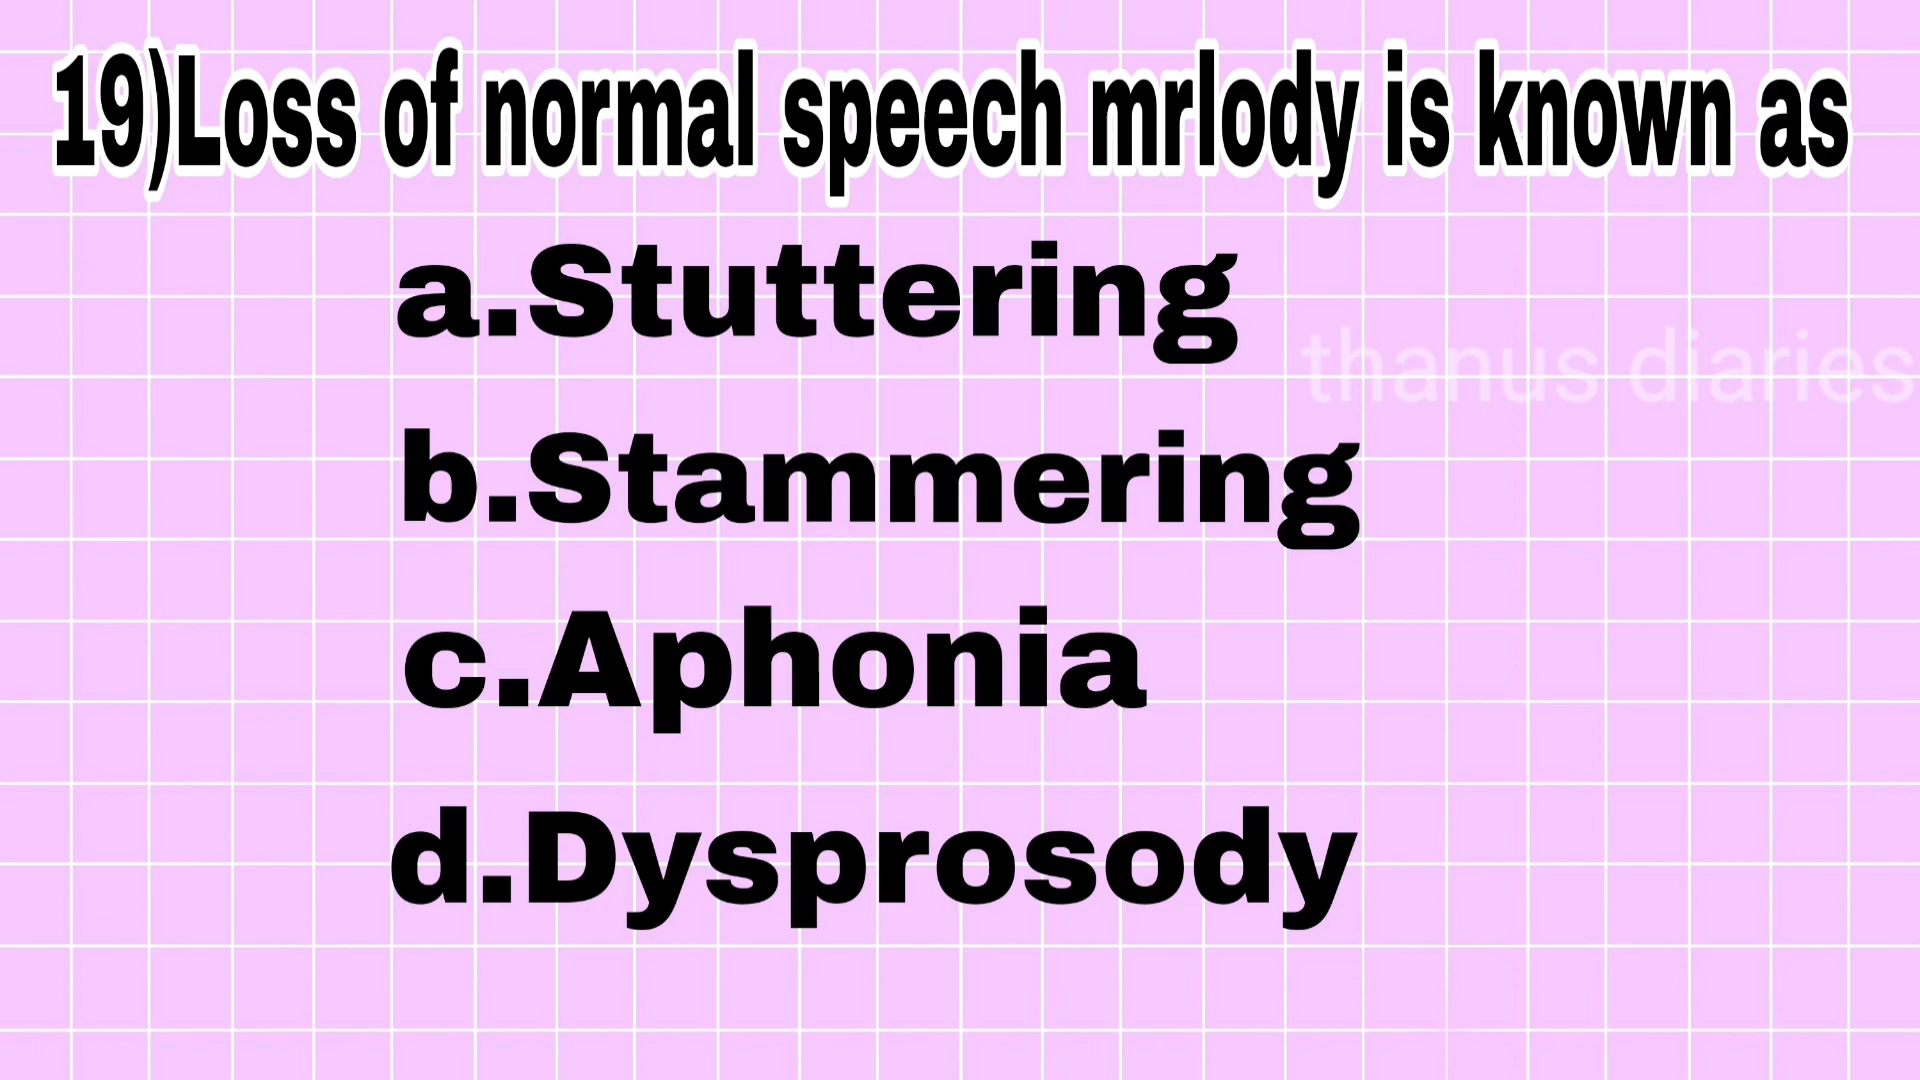 19)Loss of normal speech mrlody is known as
a.Stuttering
thanus diaries
b.Stammering
c.Aphonia
d.Dysprosody